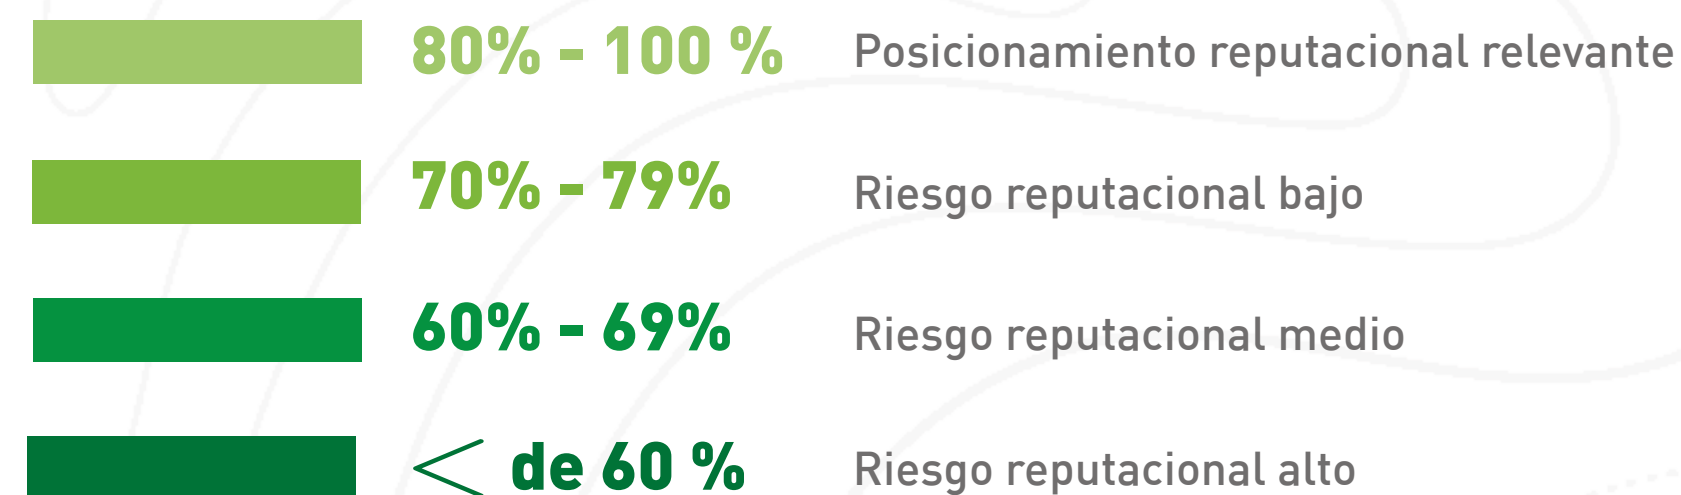 80% - 100 % Posicionamiento reputacional relevante
70% - 79% Riesgo reputacional bajo
60% - 69% Riesgo reputacional medio
< de 60 % Riesgo reputacional alto